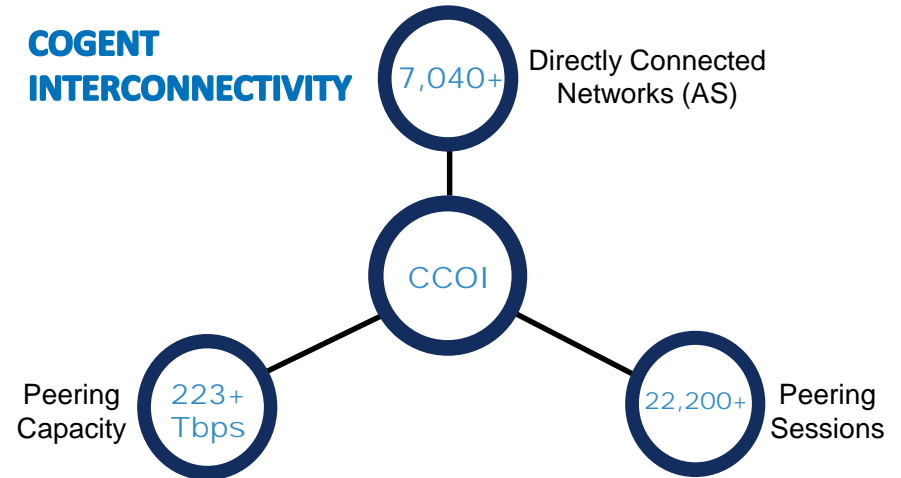 COGENT
INTERCONNECTIVITY
7,040+
Directly Connected
Networks (AS)
CCOI
Peering
Capacity
223+
Tbps
22,200+
Peering
Sessions